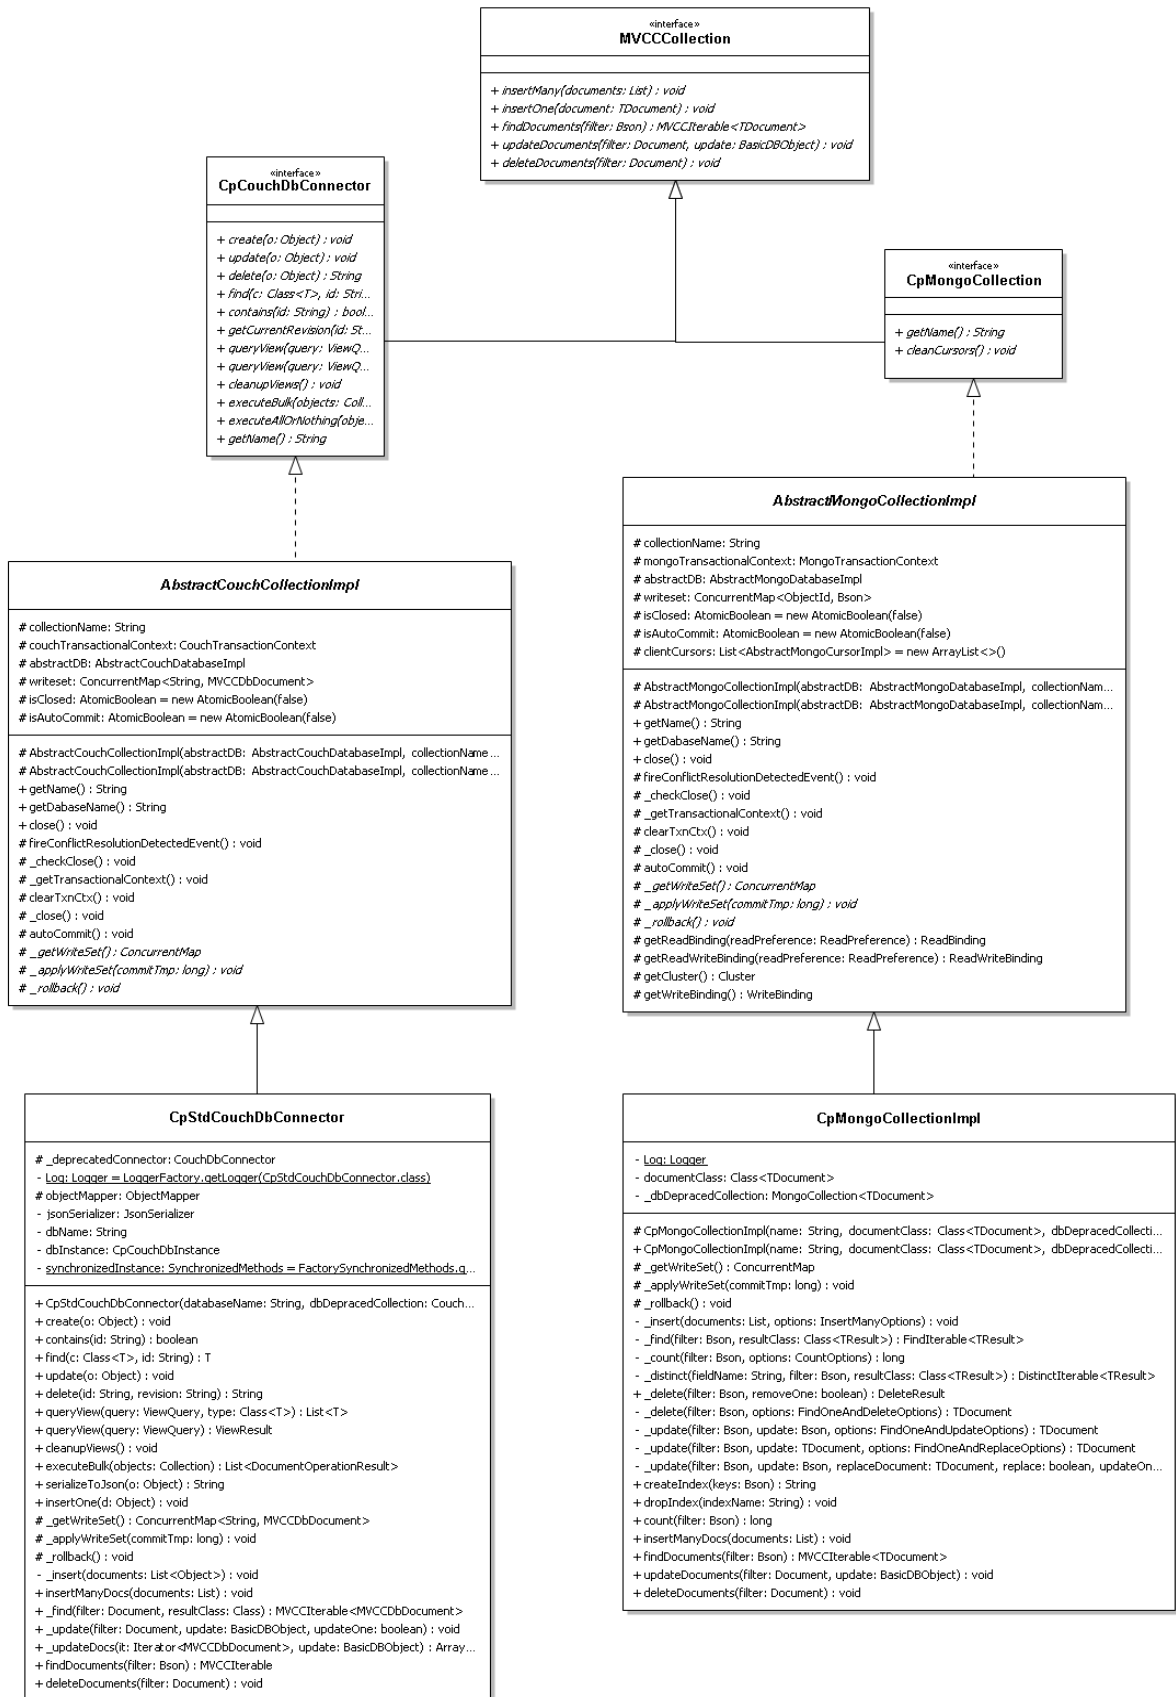 «interface»
MVCCCollection
+ insertMany(documents: List) : void
+ insertOne(document: TDocument) : void
+ findDocuments(filter: Bson) : MVCCIterable<TDocument>
+ updateDocuments(filter: Document, update: BasicDBObject) : void
+ deleteDocuments(filter: Document) : void
«interface»
CpCouchDbConnector
+ create(o: Object) : void
+ update(o: Object) : void
+ delete(o: Object) : String
+ find(c: Class<T>, id: Stri...
+ contains(id: String) : bool...
+ getCurrentRevision(id: St...
+ queryView(query: ViewQ...
+ queryView(query: ViewQ...
+ cleanupViews() : void
+ executeBulk(objects: Coll...
+ executeAllOrNothing(obje...
+ getName() : String
«interface»
CpMongoCollection
+ getName() : String
+ cleanCursors() : void
AbstractCouchCollectionImpl
# collectionName: String
# couchTransactionalContext: CouchTransactionContext
# abstractDB: AbstractCouchDatabaseImpl
# writeset: ConcurrentMap<String, MVCCDbDocument>
# isClosed: AtomicBoolean = new AtomicBoolean(false)
# isAutoCommit: AtomicBoolean = new AtomicBoolean(false)
# AbstractCouchCollectionImpl(abstractDB: AbstractCouchDatabaseImpl, collectionName ...
# AbstractCouchCollectionImpl(abstractDB: AbstractCouchDatabaseImpl, collectionName ...
+ getName() : String
+ getDabaseName() : String
+ close() : void
# fireConflictResolutionDetectedEvent() : void
# _checkClose() : void
# _getTransactionalContext() : void
# clearTxnCtx() : void
# _close() : void
# autoCommit() : void
# _getWriteSet() : ConcurrentMap
# _applyWriteSet(commitTmp: long) : void
# _rollback() : void
AbstractMongoCollectionImpl
# collectionName: String
# mongoTransactionalContext: MongoTransactionContext
# abstractDB: AbstractMongoDatabaseImpl
# writeset: ConcurrentMap<ObjectId, Bson>
# isClosed: AtomicBoolean = new AtomicBoolean(false)
# isAutoCommit: AtomicBoolean = new AtomicBoolean(false)
# clientCursors: List<AbstractMongoCursorImpl> = new ArrayList<>()
# AbstractMongoCollectionImpl(abstractDB: AbstractMongoDatabaseImpl, collectionNam...
# AbstractMongoCollectionImpl(abstractDB: AbstractMongoDatabaseImpl, collectionNam...
+ getName() : String
+ getDabaseName() : String
+ close() : void
# fireConflictResolutionDetectedEvent() : void
# _checkClose() : void
# _getTransactionalContext() : void
# clearTxnCtx() : void
# _close() : void
# autoCommit() : void
# _getWriteSet() : ConcurrentMap
# _applyWriteSet(commitTmp: long) : void
# _rollback() : void
# getReadBinding(readPreference: ReadPreference) : ReadBinding
# getReadWriteBinding(readPreference: ReadPreference) : ReadWriteBinding
# getCluster() : Cluster
# getWriteBinding() : WriteBinding
CpStdCouchDbConnector
# _deprecatedConnector: CouchDbConnector
- Log: Logger = LoggerFactory.getLogger(CpStdCouchDbConnector.class)
# objectMapper: ObjectMapper
- jsonSerializer: JsonSerializer
- dbName: String
- dbInstance: CpCouchDbInstance
- synchronizedInstance: SynchronizedMethods = FactorySynchronizedMethods.g...
+ CpStdCouchDbConnector(databaseName: String, dbDepracedCollection: Couch...
+ create(o: Object) : void
+ contains(id: String) : boolean
+ find(c: Class<T>, id: String) : T
+ update(o: Object) : void
+ delete(id: String, revision: String) : String
+ queryView(query: ViewQuery, type: Class<T>) : List<T>
+ queryView(query: ViewQuery) : ViewResult
+ cleanupViews() : void
+ executeBulk(objects: Collection) : List<DocumentOperationResult>
+ serializeToJson(o: Object) : String
+ insertOne(d: Object) : void
# _getWriteSet() : ConcurrentMap<String, MVCCDbDocument>
# _applyWriteSet(commitTmp: long) : void
# _rollback() : void
- _insert(documents: List<Object>) : void
+ insertManyDocs(documents: List) : void
+ _find(filter: Document, resultClass: Class) : MVCCIterable<MVCCDbDocument>
+ _update(filter: Document, update: BasicDBObject, updateOne: boolean) : void
+ _updateDocs(it: Iterator<MVCCDbDocument>, update: BasicDBObject) : Array...
+ findDocuments(filter: Bson) : MVCCIterable
+ deleteDocuments(filter: Document) : void
CpMongoCollectionImpl
- Log: Logger
- documentClass: Class<TDocument>
- _dbDepracedCollection: MongoCollection<TDocument>
# CpMongoCollectionImpl(name: String, documentClass: Class<TDocument>, dbDepracedCollecti...
+ CpMongoCollectionImpl(name: String, documentClass: Class<TDocument>, dbDepracedCollecti...
# _getWriteSet() : ConcurrentMap
# _applyWriteSet(commitTmp: long) : void
# _rollback() : void
- _insert(documents: List, options: InsertManyOptions) : void
- _find(filter: Bson, resultClass: Class<TResult>) : FindIterable<TResult>
- _count(filter: Bson, options: CountOptions) : long
- _distinct(fieldName: String, filter: Bson, resultClass: Class<TResult>) : DistinctIterable<TResult>
+ _delete(filter: Bson, removeOne: boolean) : DeleteResult
- _delete(filter: Bson, options: FindOneAndDeleteOptions) : TDocument
- _update(filter: Bson, update: Bson, options: FindOneAndUpdateOptions) : TDocument
- _update(filter: Bson, update: TDocument, options: FindOneAndReplaceOptions) : TDocument
- _update(filter: Bson, update: Bson, replaceDocument: TDocument, replace: boolean, updateOn...
+ createIndex(keys: Bson) : String
+ dropIndex(indexName: String) : void
+ count(filter: Bson) : long
+ insertManyDocs(documents: List) : void
+ findDocuments(filter: Bson) : MVCCIterable<TDocument>
+ updateDocuments(filter: Document, update: BasicDBObject) : void
+ deleteDocuments(filter: Document) : void